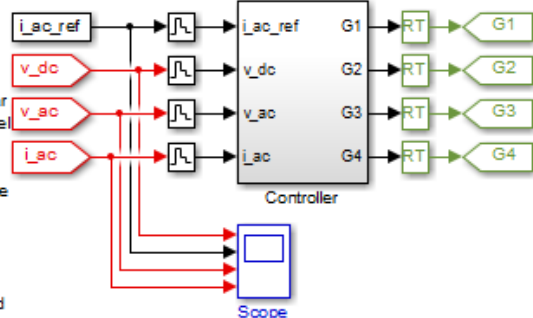 i_ac_ref i_ac_ref G1 RT G1
v_dc v_dc G2 RT G2
v_ac v_ac G3 RT G3
i_ac i_ac G4 RT G4
Controller
Scope